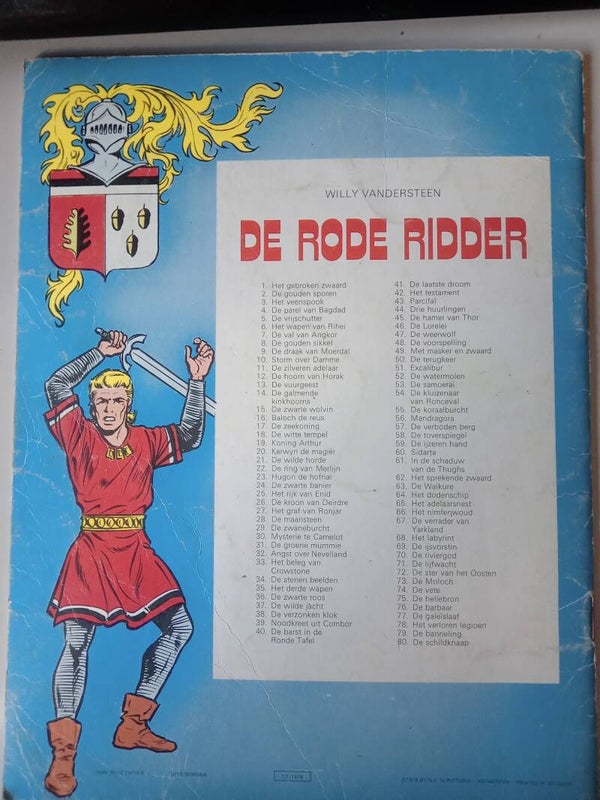 WILLY VANDERSTEEN
DE RODE RIDDER
1. Het gebroken zwaard
2. De gouden sporen
3. Het veenspook
4. De parel van Bagdad
5. De vrijschutter
6. Het wapen van Rihei
7. De val van Angkor
8. De gouden sikkel
9. De draak van Moerdal
10. Storm over Damme
11. De zilveren adelaar
12. De hoorn van Horak
13. De vuurgeest
14. De galmende
kinkhoorns
15. De zwarte wolvin
16. Baloch de reus
17. De zeekoning
18. De witte tempel
19. Koning Arthur
20. Kerwyn de magiër
21. De wilde horde
22. De ring van Merlijn
23. Hugon de hofnar
24. De zwarte banier
25. Het rijk van Enid
26. De kroon van Deirdre
27. Het graf van Ronjar
28. De maansteen
29. De zwaneburcht
30. Mysterie te Camelot
31. De groene mummie
32. Angst over Nevelland
33. Het beleg van
Crowstone
34. De stenen beelden
35. Het derde wapen
36. De zwarte roos
37. De wilde jacht
38. De verzonken klok
39. Noodkreet uit Combor
40. De barst in de
Ronde Tafel
41. De laatste droom
42. Het testament
43. Parcifal
44. Drie huurlingen
45. De hamer van Thor
46. De Lorelei
47. De weerwolf
48. De voorspelling
49. Met masker en zwaard
50. De terugkeer
51. Excalibur
52. De watermolen
53. De samoerai
54. De kluizenaar
van Ronceval
55. De koraalburcht
56. Mandragora
57. De verboden berg
58. De toverspiegel
59. De ijzeren hand
60. Sidarta
61. In de schaduw
van de Thughs
62. Het sprekende zwaard
63. De Walkure
64. Het dodenschip
65. Het adelaarsnest
66. Het nimferjwoud
67. De verrader van
Yarkland
68. Het labyrint
69. De ijsvorstin
70. De riviergod
71. De lijfwacht
72. De ster van het Oosten
73. De Moloch
74. De vete
75. De hellebron
76. De barbaar
77. De galeislaaf
78. Het verloren legioen
79. De banneling
80. De schildknaap